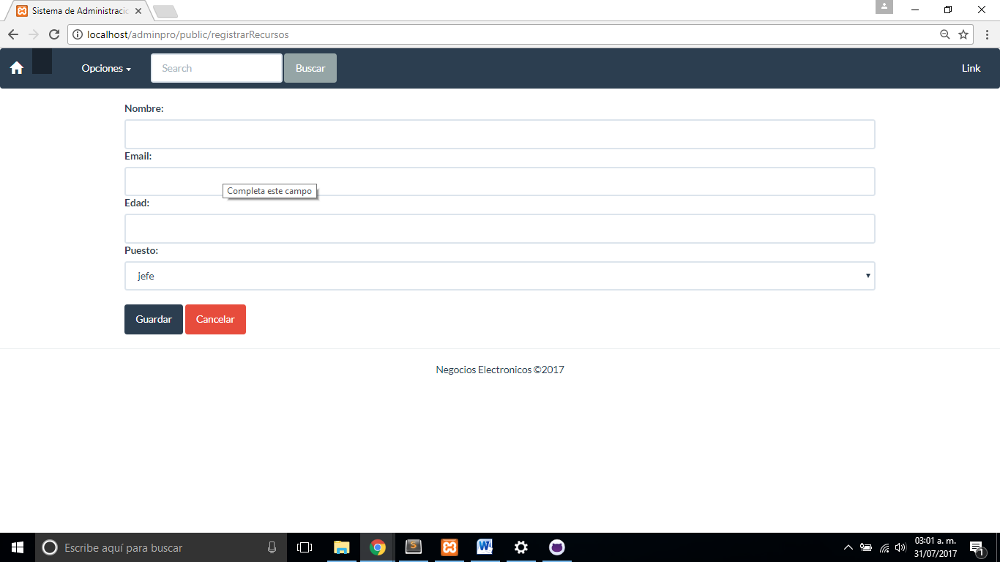 Sistema de Administracic
localhost/adminpro/public/registrarRecursos
Opciones
Search
Buscar
Link
Nombre:
Email:
Completa este campo
Edad:
Puesto:
jefe
Guardar
Cancelar
Negocios Electronicos ©2017
Escribe aquí para buscar
03:01 a. m.
31/07/2017
1